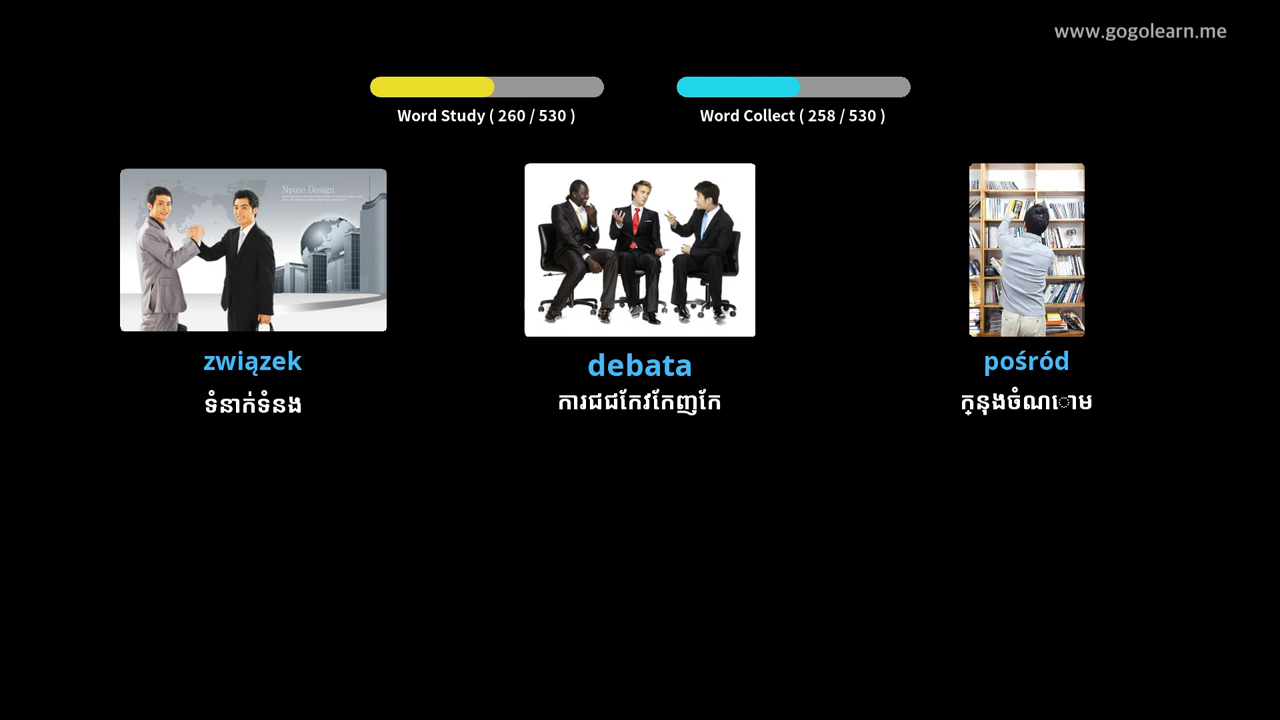 www.gogolearn.me
Word Study ( 260 / 530 )
Word Collect ( 258 / 530 )
Npine Design
związek
debata
pośród
ទំនាក់ទំនង
ការជជកែវកែញកែ
ក្នុងចំណោម